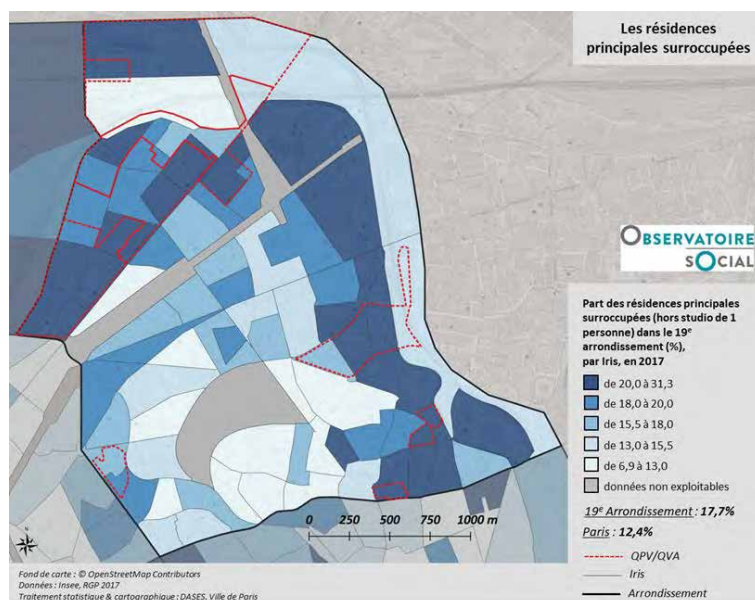 Les résidences
principales surroccupées
OBSERVATOIRE
SOCIAL
Part des résidences principales
surroccupées (hors studio de 1
personne) dans le 19e
arrondissement (%),
par Iris, en 2017
de 20,0 à 31,3
de 18,0 à 20,0
de 15,5 à 18,0
de 13,0 à 15,5
de 6,9 à 13,0
données non exploitables
19e Arrondissement : 17,7%
Paris : 12,4%
QPV/QVA
Iris
Arrondissement
0 250 500 750 1000 m
Fond de carte : © OpenStreetMap Contributors
Données : Insee, RGP 2017
Traitement statistique & cartographique : DASES, Ville de Paris